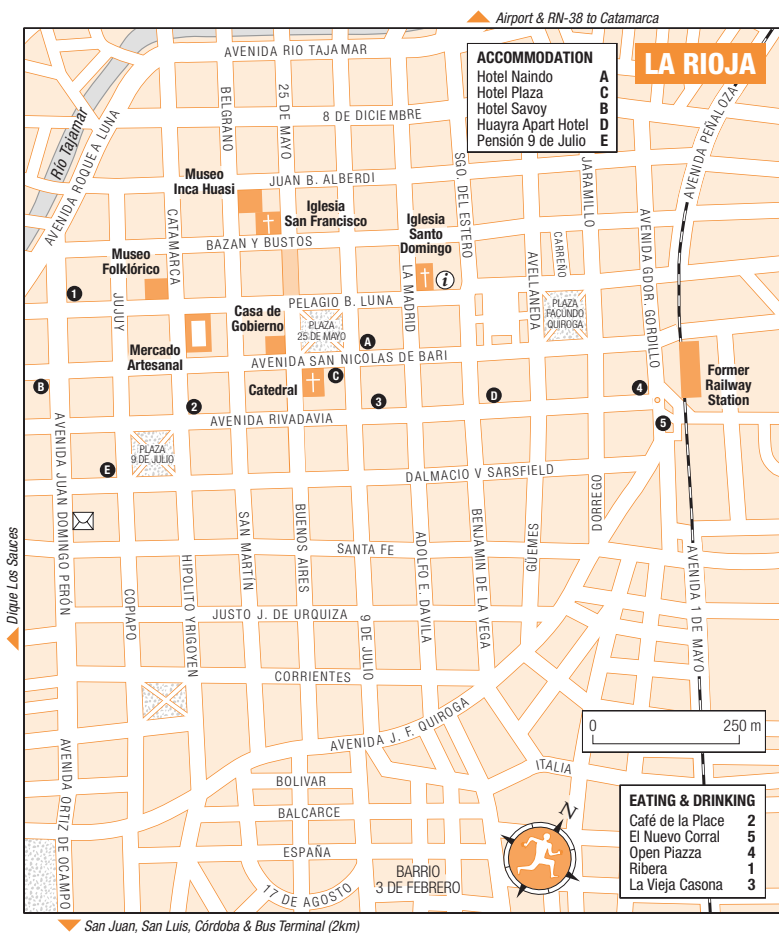 Airport & RN-38 to Catamarca
LA RIOJA
ACCOMMODATION
Hotel Naindo A
Hotel Plaza C
Hotel Savoy B
Huayra Apart Hotel D
Pensión 9 de Julio E
AVENIDA RIO TAJAMAR
Río Tajamar
AVENIDA ROQUE A LUNA
BELGRANO
25 DE MAYO
8 DE DICIEMBRE
AVENIDA PEÑALOZA
SGO. DEL ESTERO
JARAMILLO
Museo
Inca Huasi
JUAN B. ALBERDI
CATAMARCA
Iglesia
San Francisco
Iglesia
Santo
Domingo
BAZAN Y BUSTOS
CARREÑO
AVENIDA GDOR. GORDILLO
Museo
Folklórico
LA MADRID
i
AVELLANEDA
1
JUJUY
PELAGIO B. LUNA
Casa de
Gobierno
PLAZA
25 DE MAYO
PLAZA
FACUNDO
QUIROGA
A
Mercado
Artesanal
AVENIDA SAN NICOLAS DE BARI
Catedral
C
B
2
3
D
4
Former
Railway
Station
AVENIDA RIVADAVIA
5
AVENIDA JUAN DOMINGO PERÓN
E
PLAZA
9 DE JULIO
DALMACIO V SARSFIELD
DORREGO
SAN MARTÍN
BUENOS AIRES
SANTA FE
ADOLFO E. DAVILA
BENJAMIN DE LA VEGA
GÜEMES
Dique Los Sauces
COPIAPO
HIPOLITO YRIGOYEN
JUSTO J. DE URQUIZA
9 DE JULIO
AVENIDA 1 DE MAYO
CORRIENTES
AVENIDA J. F. QUIROGA
0 250 m
AVENIDA ORTIZ DE OCAMPO
ITALIA
BOLIVAR
BALCARCE
ESPAÑA
17 DE AGOSTO
BARRIO
3 DE FEBRERO
N
EATING & DRINKING
Café de la Place 2
El Nuevo Corral 5
Open Piazza 4
Ribera 1
La Vieja Casona 3
San Juan, San Luis, Córdoba & Bus Terminal (2km)